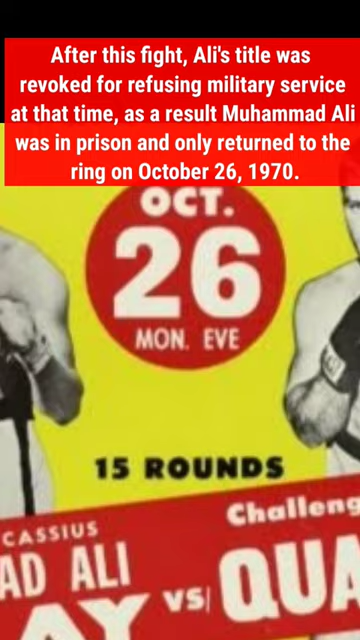 After this fight, Ali's title was
revoked for refusing military service
at that time, as a result Muhammad Ali
was in prison and only returned to the
ring on October 26, 1970.
OCT.
26
MON. EVE
15 ROUNDS
CASSIUS
Challeng
AD ALI
AY vs QUA